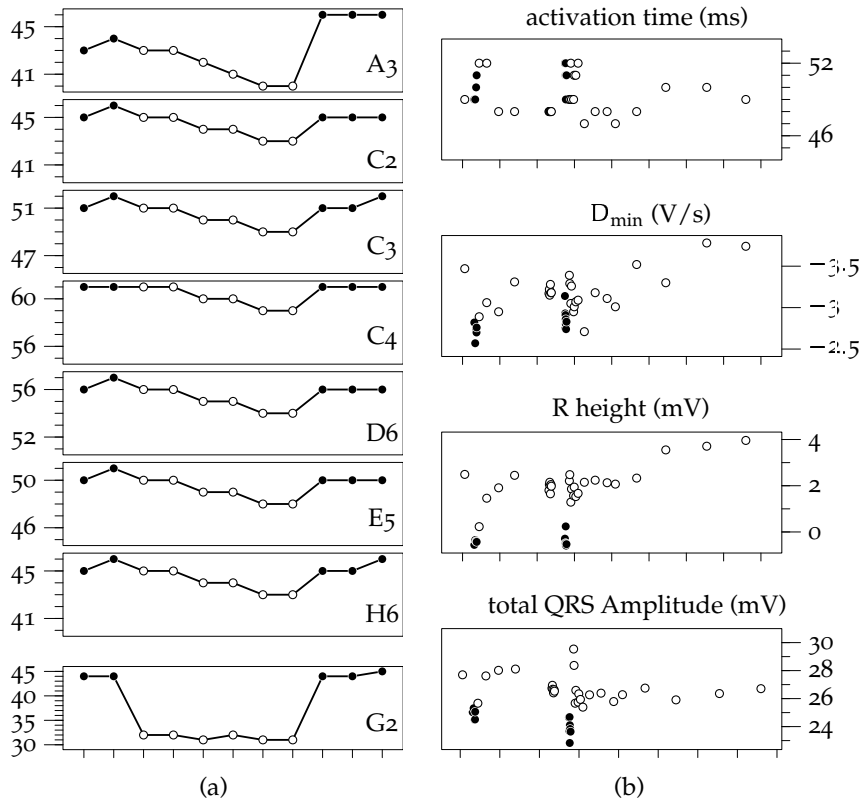 45
41
A3
45
41
C2
51
47
C3
60
56
C4
56
52
D6
50
46
E5
45
41
H6
45
40
35
30
G2
(a)
activation time (ms)
52
46
Dmin (V/s)
−3.5
−3
−2.5
R height (mV)
4
2
0
total QRS Amplitude (mV)
30
28
26
24
(b)